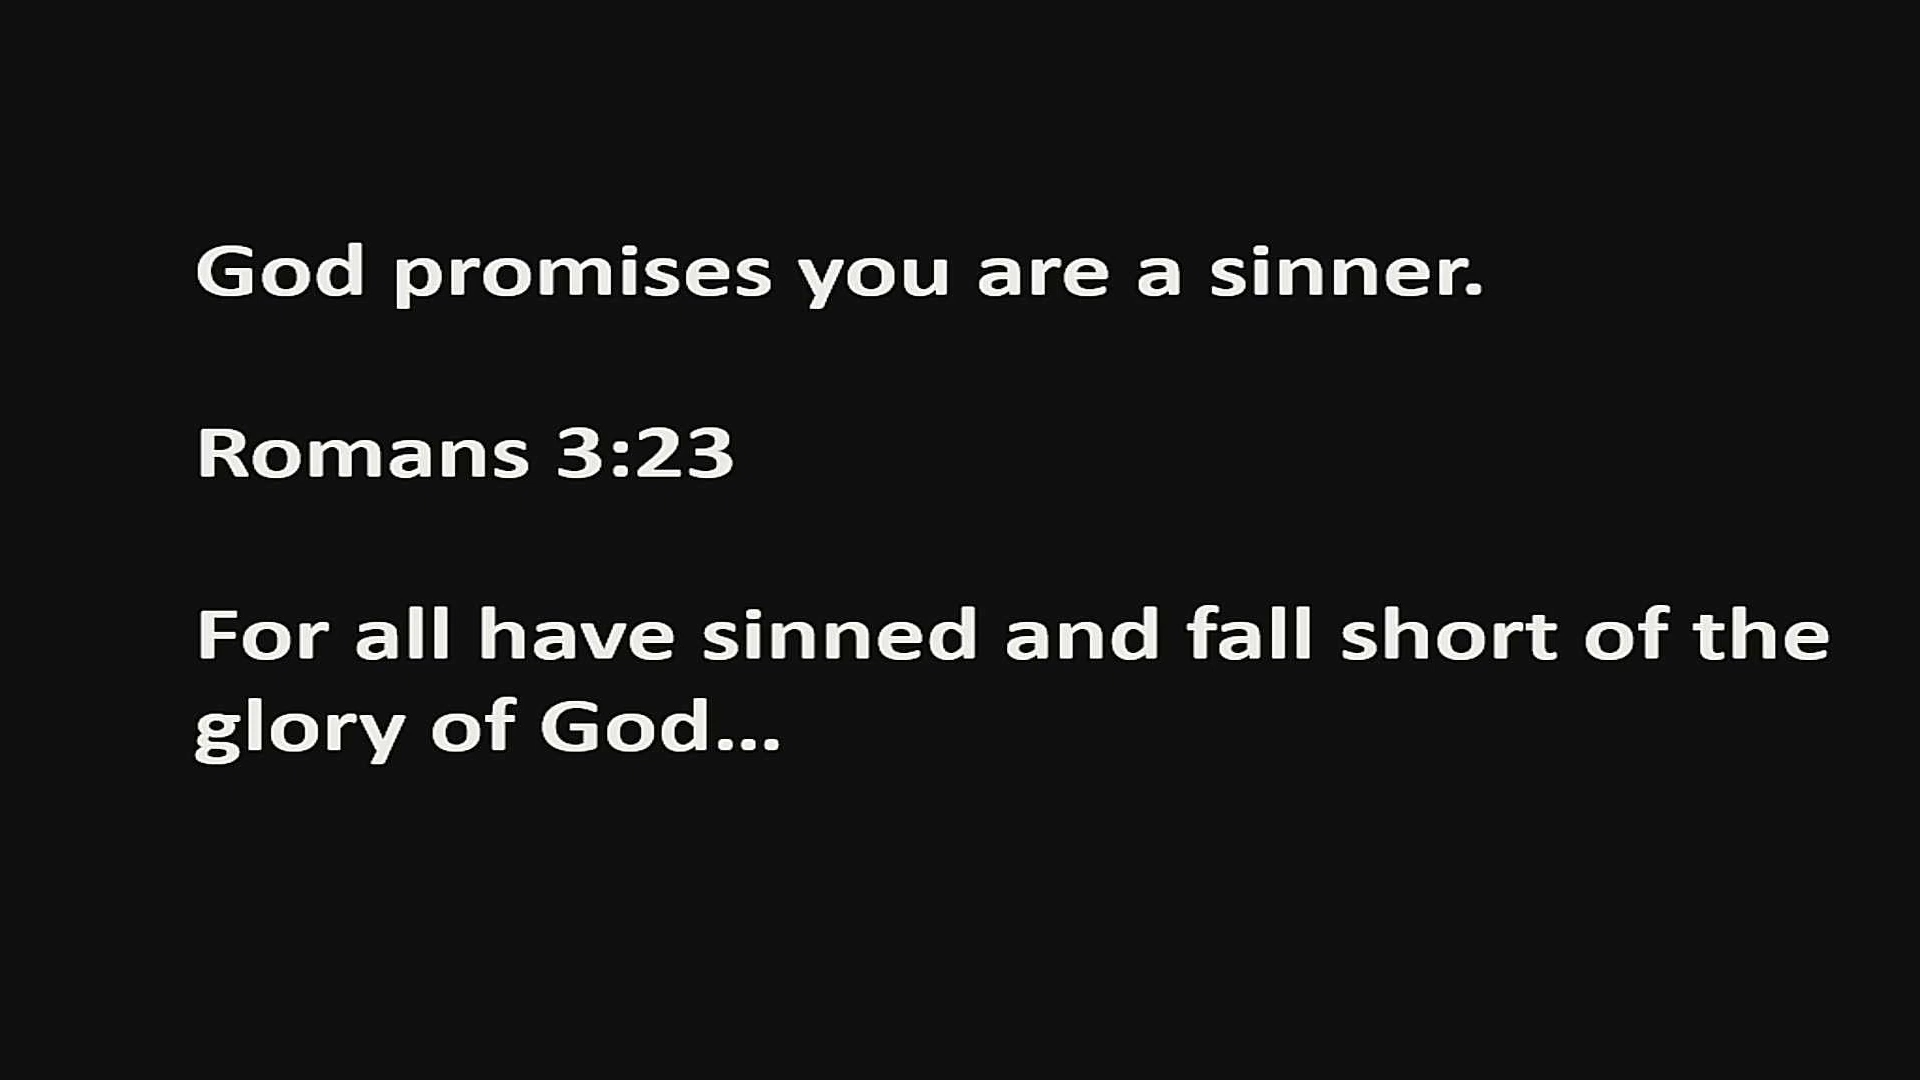 God promises you are a sinner.
Romans 3:23
For all have sinned and fall short of the
glory of God...